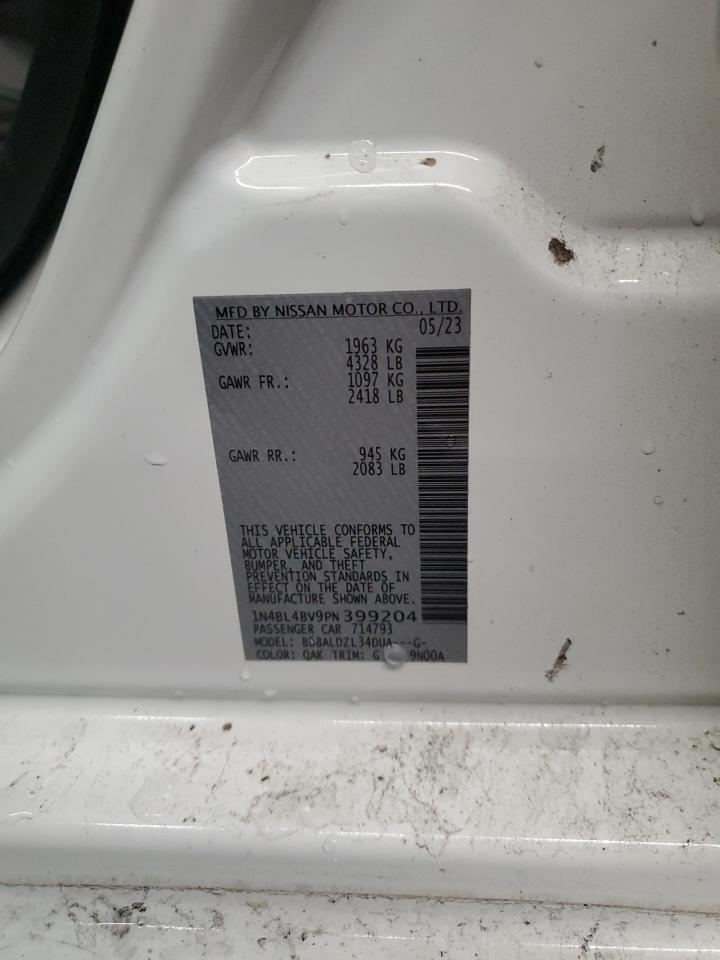 MFD BY NISSAN MOTOR CO., LTD.
DATE: 05/23
GVWR: 1963 KG
4328 LB
GAWR FR.: 1097 KG
2418 LB
GAWR RR.: 945 KG
2083 LB
THIS VEHICLE CONFORMS TO
ALL APPLICABLE FEDERAL
MOTOR VEHICLE SAFETY,
BUMPER, AND THEFT
PREVENTION STANDARDS IN
EFFECT ON THE DATE OF
MANUFACTURE SHOWN ABOVE.
1N4BL4BV9PN399204
PASSENGER CAR 714793
MODEL: BDBALDZL34DUA---G-
COLOR: QAK TRIM: G 9N00A